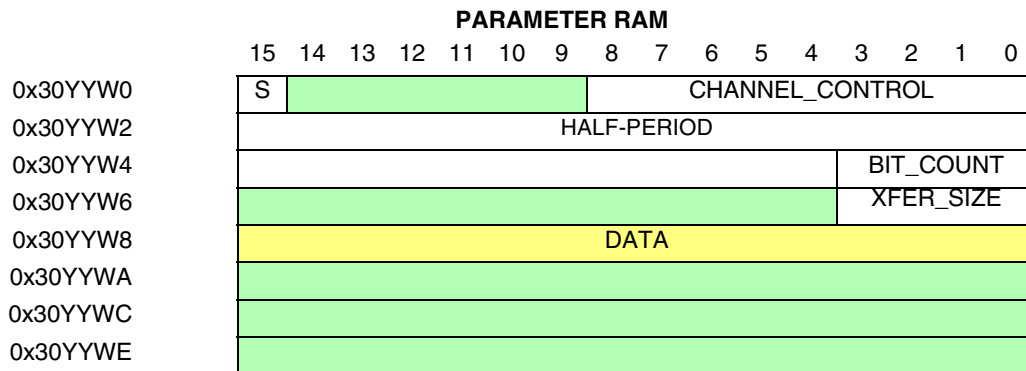 PARAMETER RAM
15 14 13 12 11 10 9 8 7 6 5 4 3 2 1 0
0x30YYW0 S CHANNEL_CONTROL
0x30YYW2 HALF-PERIOD
0x30YYW4 BIT_COUNT
0x30YYW6 XFER_SIZE
0x30YYW8 DATA
0x30YYWA
0x30YYWC
0x30YYWE